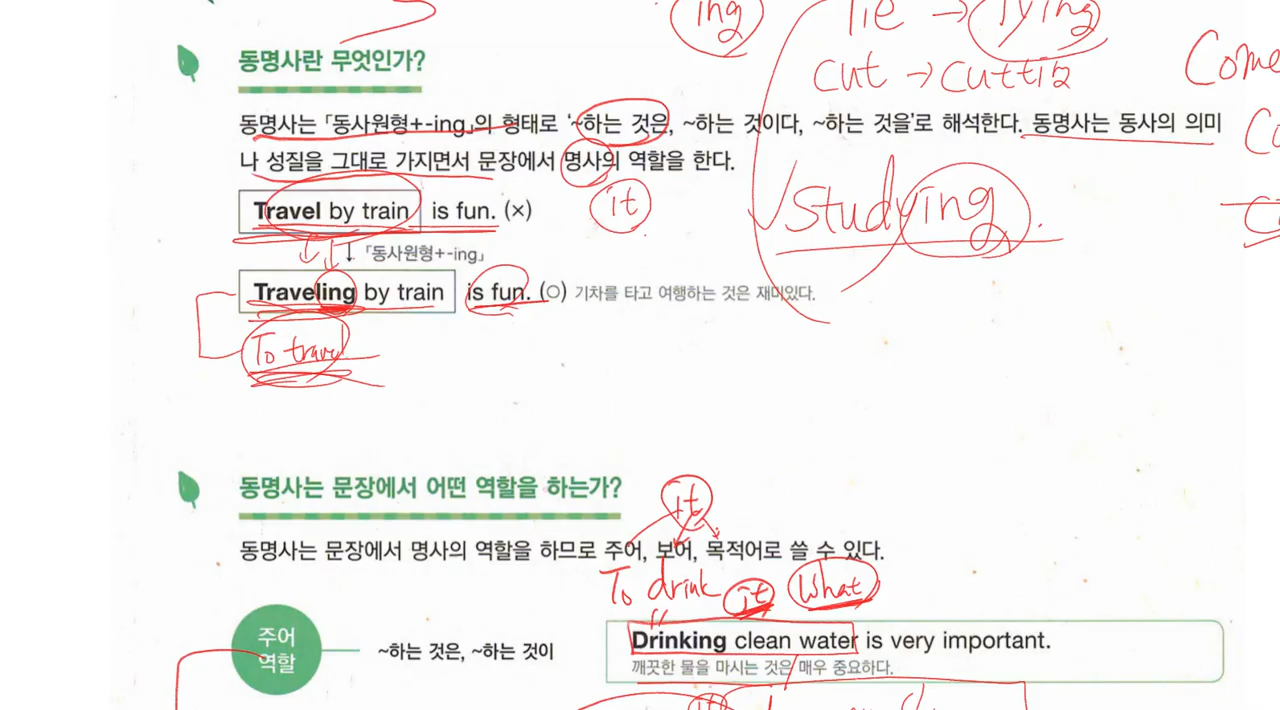 ing
lie → lying
cut → cutting
Come
동명사란 무엇인가?
동명사는 「동사원형+-ing」의 형태로 '~하는 것은, ~하는 것이다, ~하는 것을'로 해석한다. 동명사는 동사의 의미
나 성질을 그대로 가지면서 문장에서 명사의 역할을 한다.
it
studying
Travel by train is fun. (×)
↓ 「동사원형+-ing」
Traveling by train is fun. (○) 기차를 타고 여행하는 것은 재미있다.
To travel
동명사는 문장에서 어떤 역할을 하는가?
it
동명사는 문장에서 명사의 역할을 하므로 주어, 보어, 목적어로 쓸 수 있다.
To drink it What
주어
역할
~하는 것은, ~하는 것이
Drinking clean water is very important.
깨끗한 물을 마시는 것은 매우 중요하다.